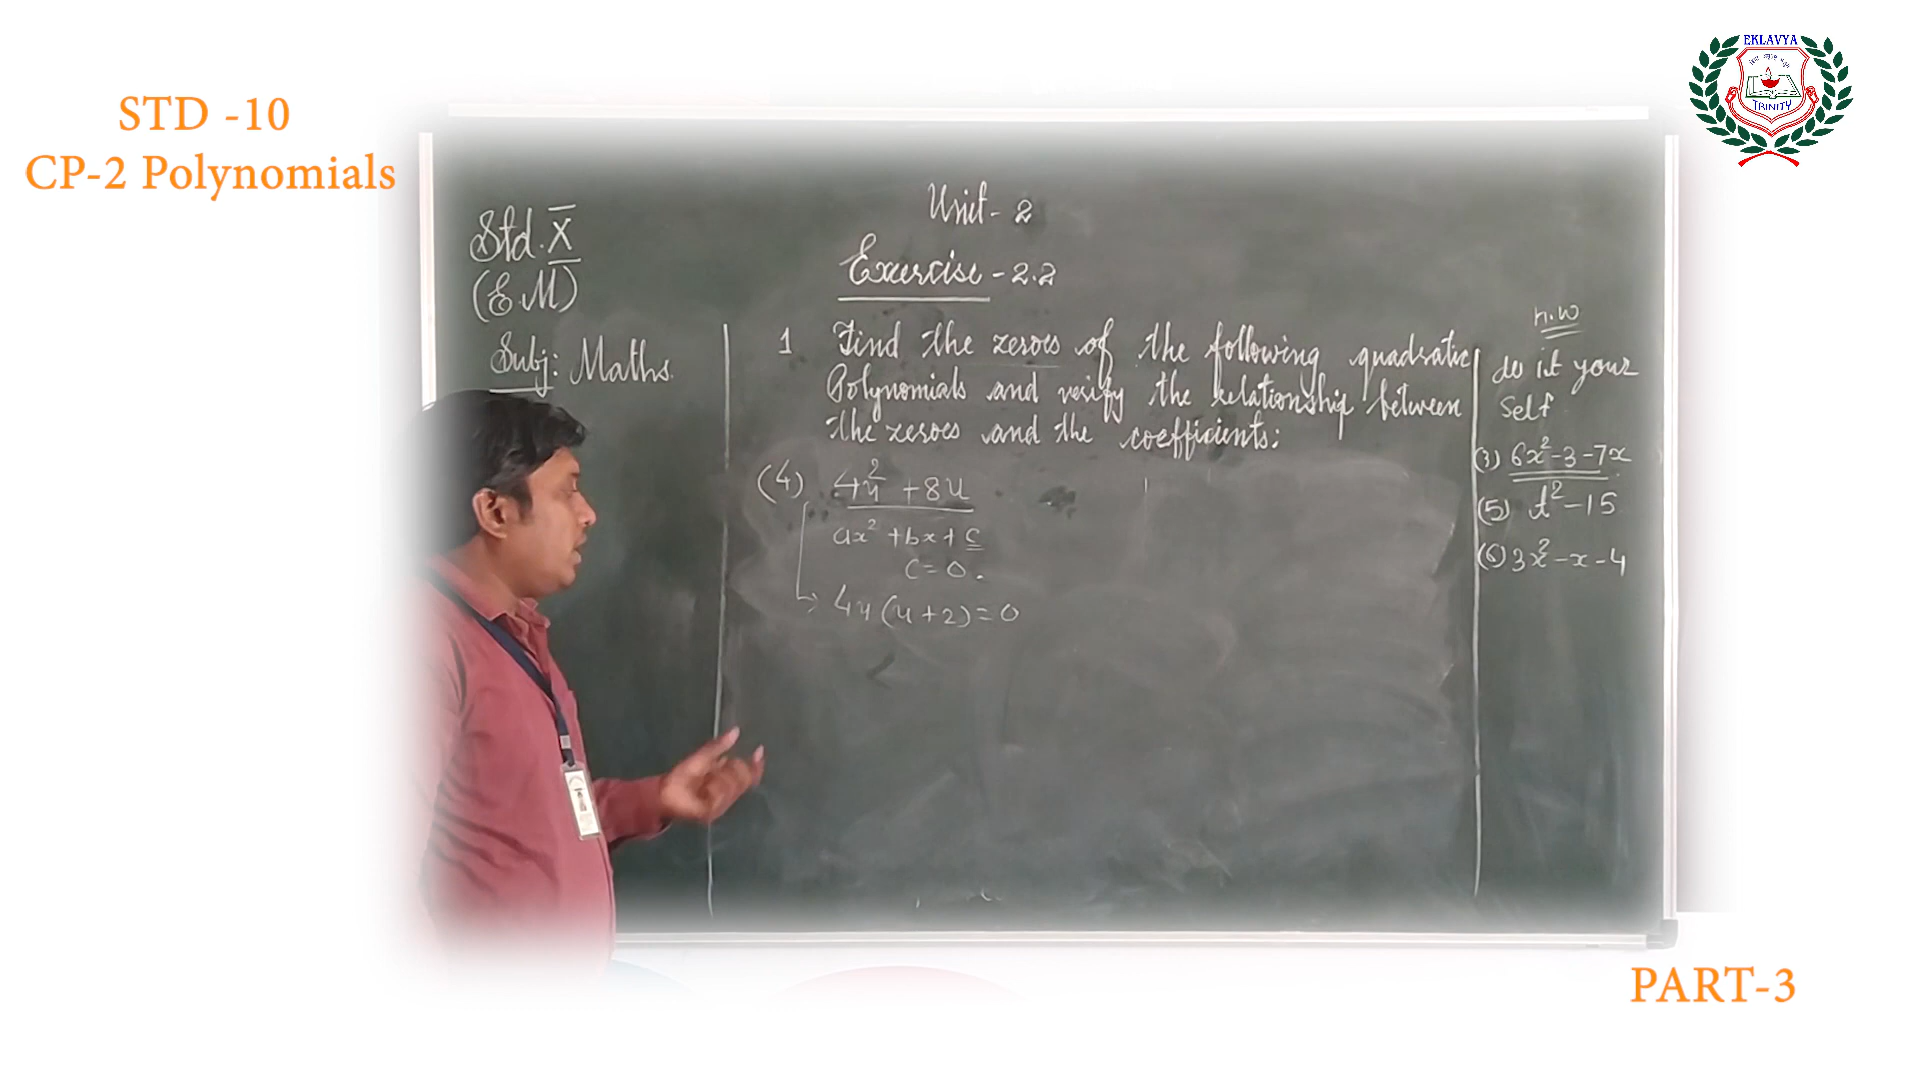 STD -10
CP-2 Polynomials
EKLAVYA
TRINITY
Unit - 2
Exercise - 2.2
Std. X
(E.M)
Subj: Maths.
1 Find the zeroes of the following quadratic
Polynomials and verify the relationship between
the zeroes and the coefficients:
(4) 4u² + 8u
ax² + bx + c
c = 0.
4u(u + 2) = 0
H.W
do it your
self
(3) 6x² - 3 - 7x
(5) t² - 15
(6) 3x² - x - 4
PART-3